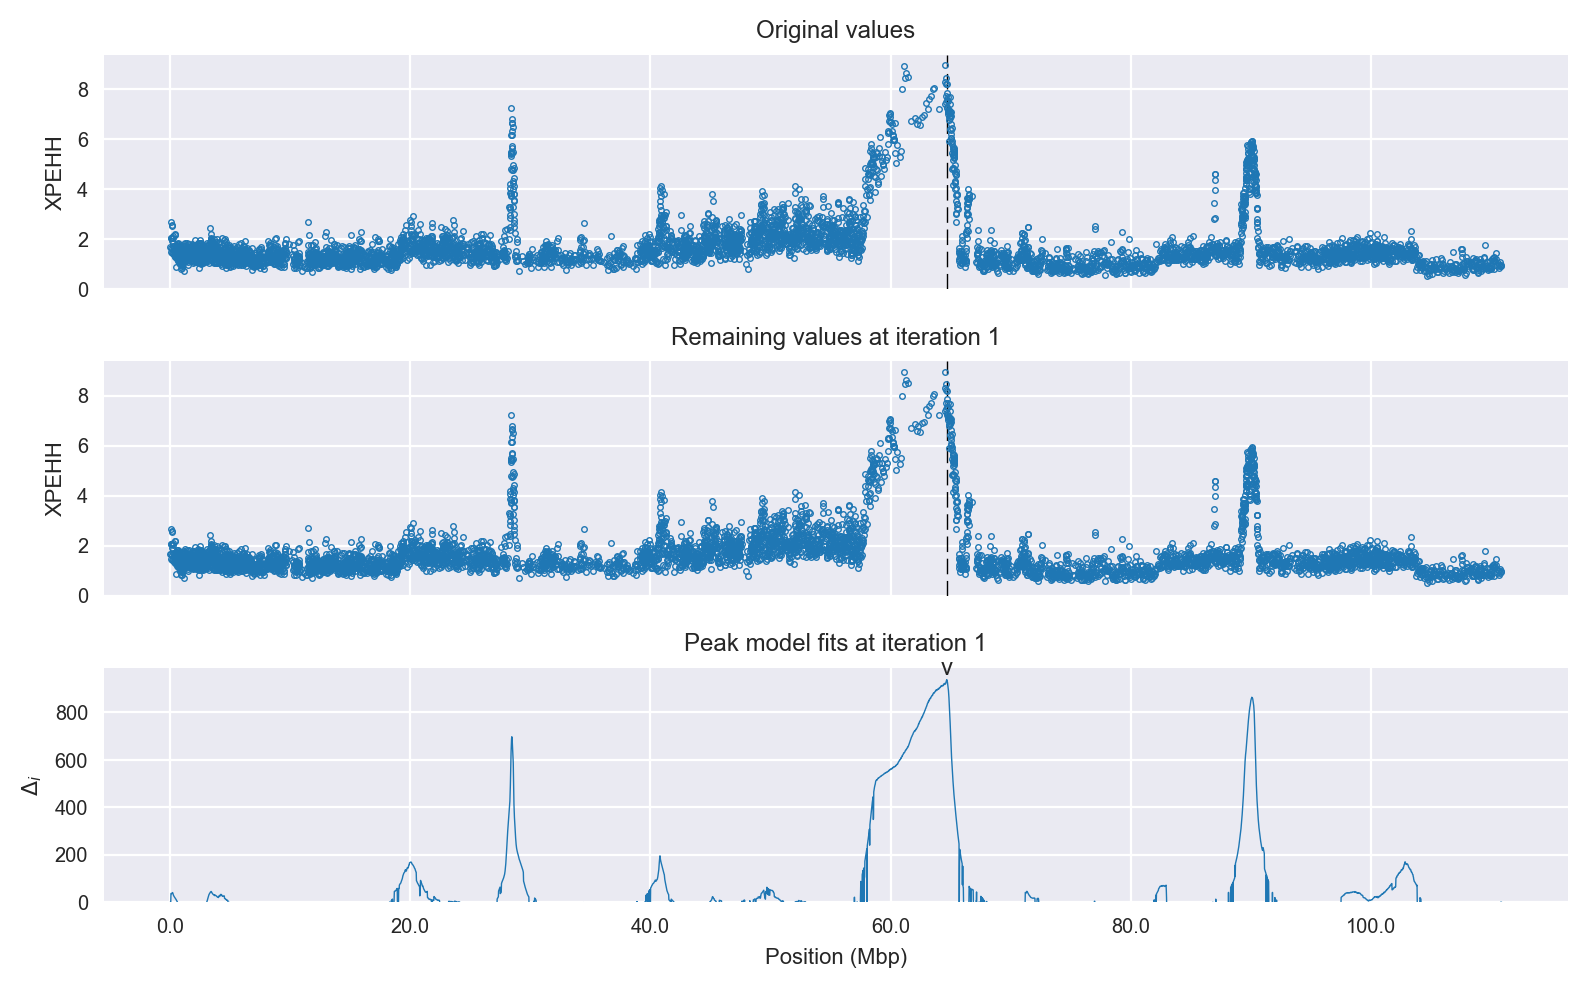 Original values
8
6
4
2
0
XPEHH
Remaining values at iteration 1
8
6
4
2
0
XPEHH
Peak model fits at iteration 1
v
800
600
400
200
0
Δi
0.0 20.0 40.0 60.0 80.0 100.0
Position (Mbp)